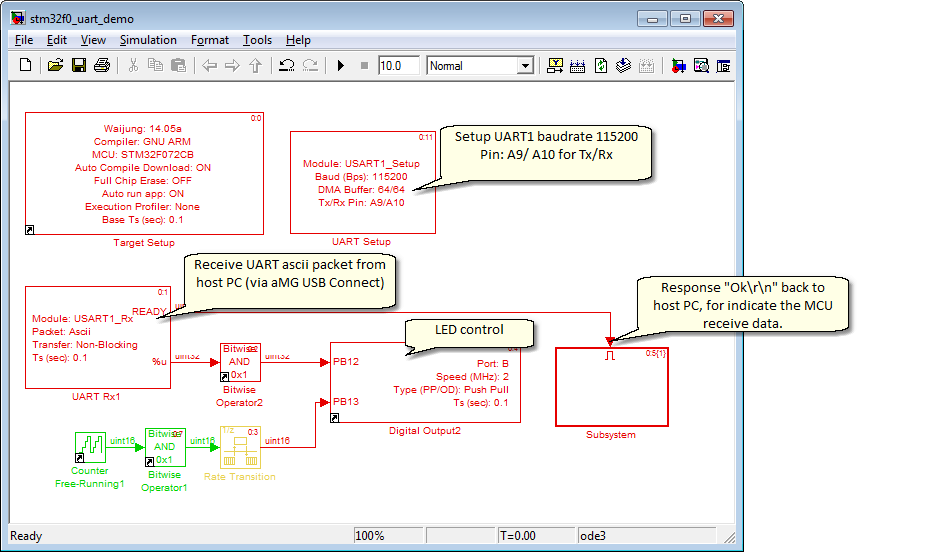 stm32f0_uart_demo
File Edit View Simulation Format Tools Help
10.0 Normal
0:0
Waijung: 14.05a
Compiler: GNU ARM
MCU: STM32F072CB
Auto Compile Download: ON
Full Chip Erase: OFF
Auto run app: ON
Execution Profiler: None
Base Ts (sec): 0.1
Target Setup
0:11
Module: USART1_Setup
Baud (Bps): 115200
DMA Buffer: 64/64
Tx/Rx Pin: A9/A10
UART Setup
Setup UART1 baudrate 115200
Pin: A9/ A10 for Tx/Rx
Receive UART ascii packet from
host PC (via aMG USB Connect)
Response "Ok\r\n" back to
host PC, for indicate the MCU
receive data.
LED control
0:1
READY
Module: USART1_Rx
Packet: Ascii
Transfer: Non-Blocking
Ts (sec): 0.1
%u
UART Rx1
uint32
Bitwise
0:2
AND
0x1
Bitwise
Operator2
uint32
PB12
PB13
Port: B
Speed (MHz): 2
Type (PP/OD): Push Pull
Ts (sec): 0.1
Digital Output2
0:5{1}
Subsystem
Counter
Free-Running1
uint16
Bitwise
0:7
AND
0x1
Bitwise
Operator1
uint16
1/z
0:3
Rate Transition
uint16
Ready 100% T=0.00 ode3